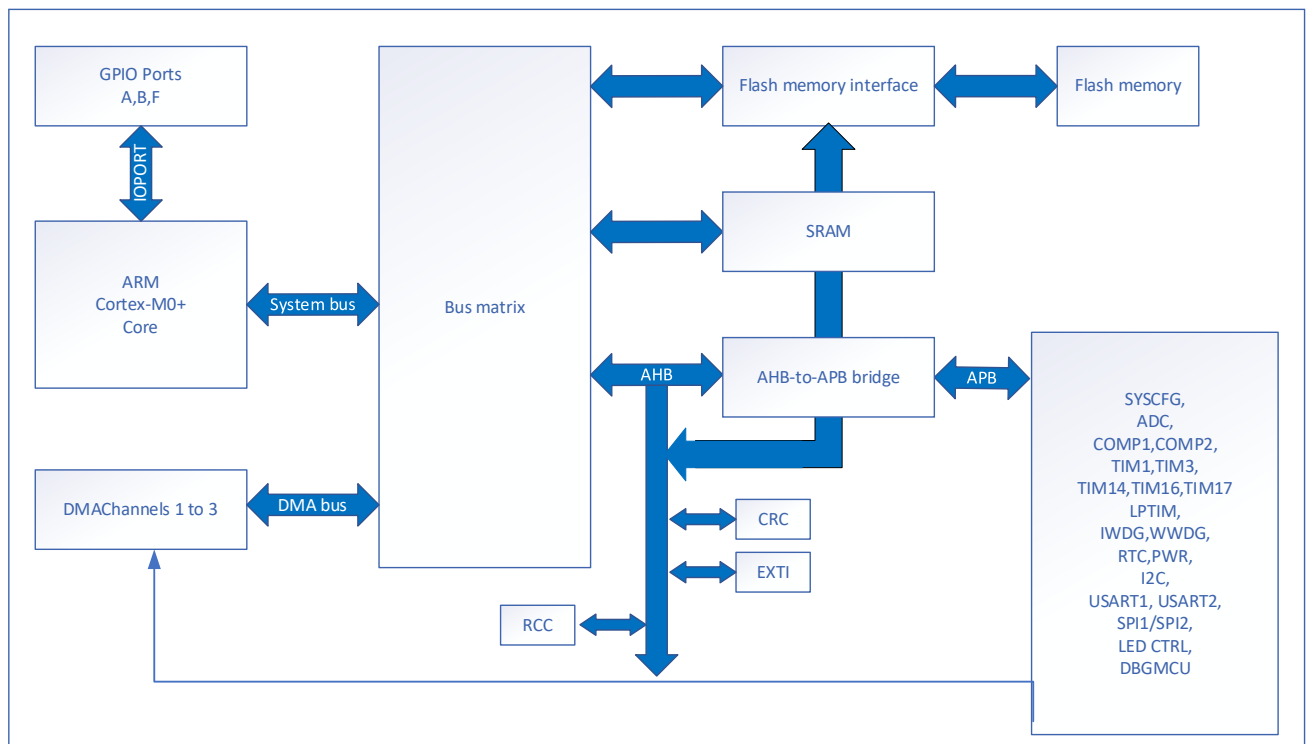 GPIO Ports
A,B,F
IOPORT
ARM
Cortex-M0+
Core
System bus
DMAChannels 1 to 3
DMA bus
Bus matrix
Flash memory interface
Flash memory
SRAM
AHB
AHB-to-APB bridge
APB
SYSCFG,
ADC,
COMP1,COMP2,
TIM1,TIM3,
TIM14,TIM16,TIM17
LPTIM,
IWDG,WWDG,
RTC,PWR,
I2C,
USART1, USART2,
SPI1/SPI2,
LED CTRL,
DBGMCU
CRC
EXTI
RCC